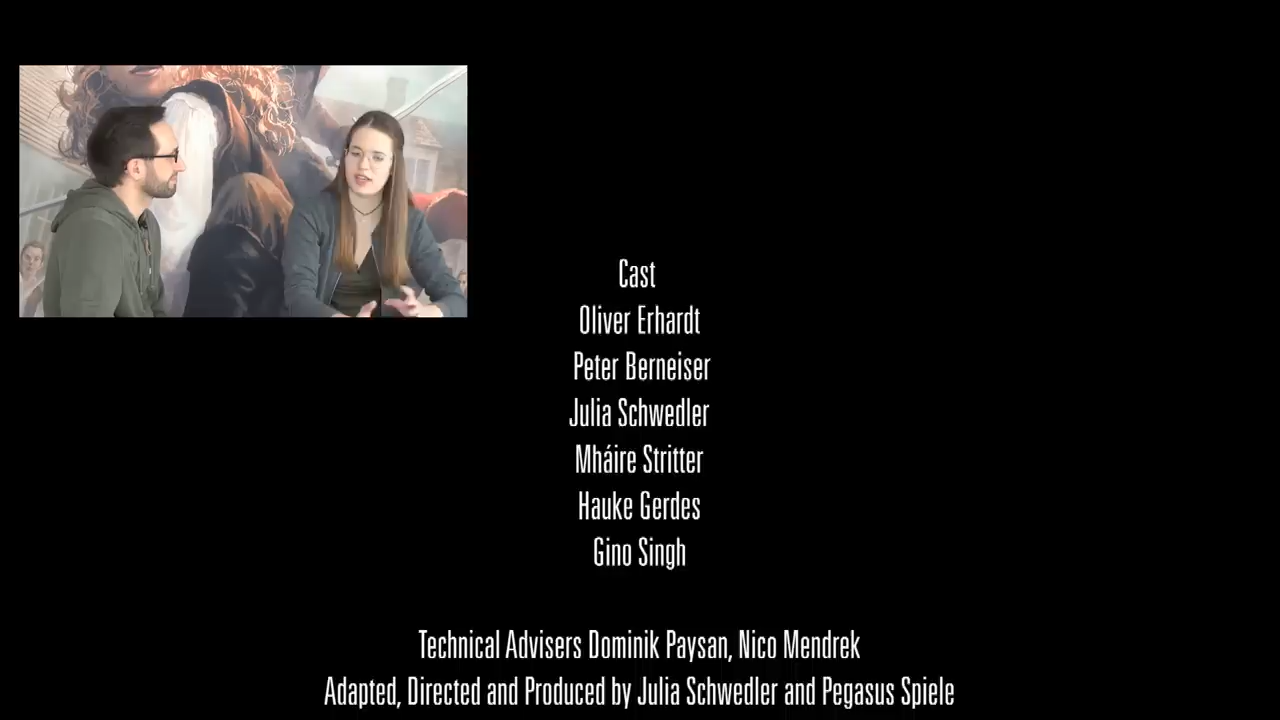 Cast
Oliver Erhardt
Peter Berneiser
Julia Schwedler
Mháire Stritter
Hauke Gerdes
Gino Singh
Technical Advisers Dominik Paysan, Nico Mendrek
Adapted, Directed and Produced by Julia Schwedler and Pegasus Spiele